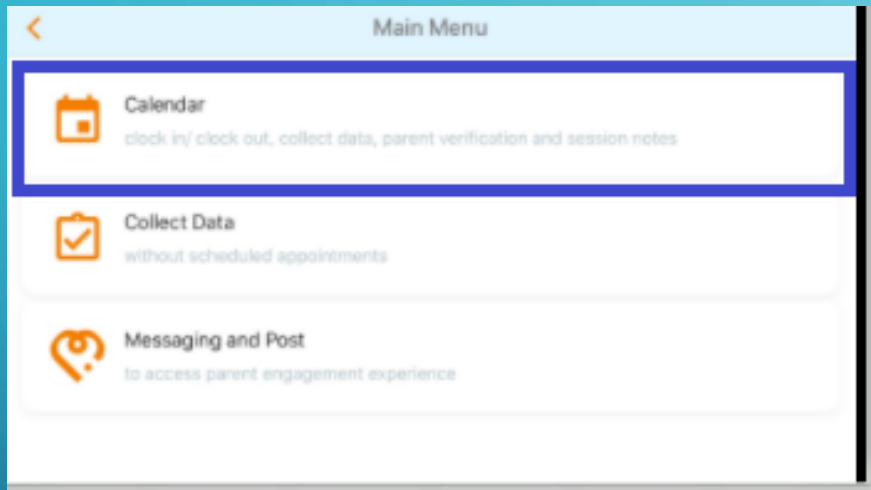 Main Menu
Calendar
clock in/ clock out, collect data, parent verification and session notes
Collect Data
without scheduled appointments
Messaging and Post
to access parent engagement experience